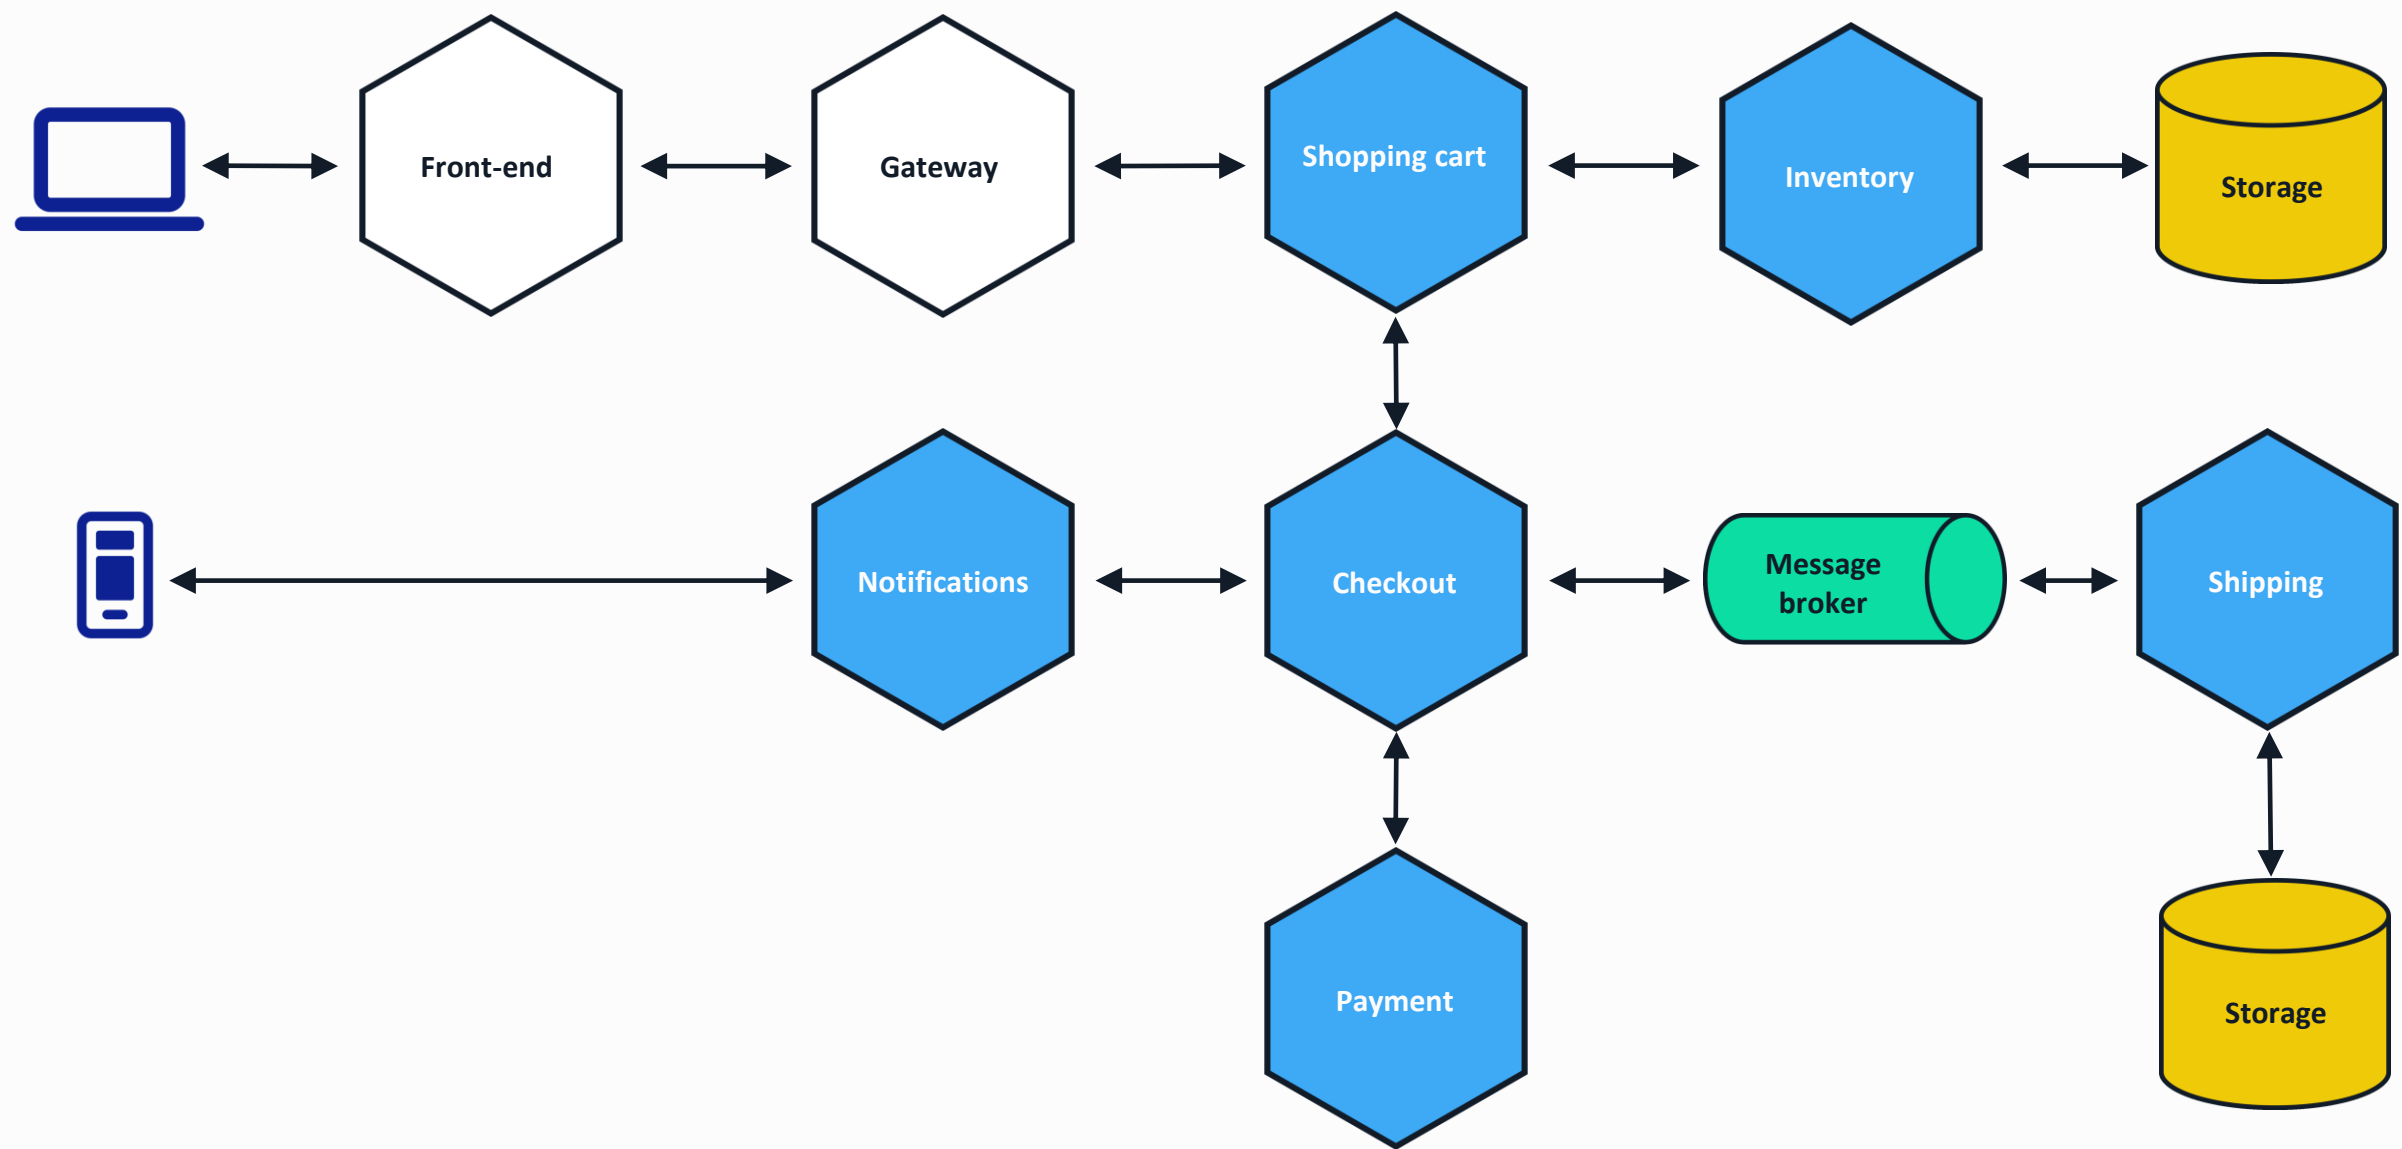 Front-end
Gateway
Shopping cart
Inventory
Storage
Notifications
Checkout
Message
broker
Shipping
Payment
Storage